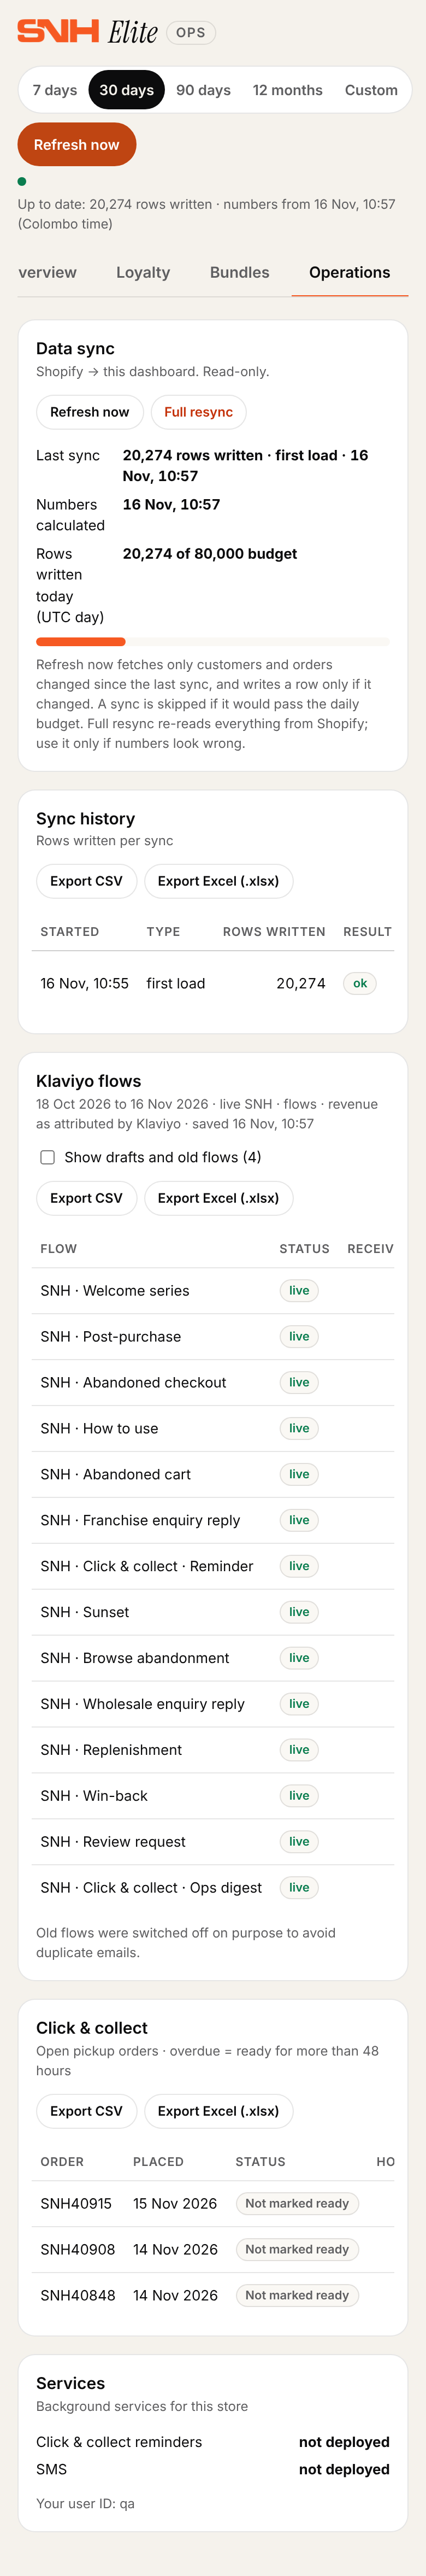 SNH Elite OPS
7 days 30 days 90 days 12 months Custom
Refresh now
Up to date: 20,274 rows written · numbers from 16 Nov, 10:57
(Colombo time)
verview Loyalty Bundles Operations
Data sync
Shopify → this dashboard. Read-only.
Refresh now Full resync
Last sync 20,274 rows written · first load · 16
Nov, 10:57
Numbers 16 Nov, 10:57
calculated
Rows 20,274 of 80,000 budget
written
today
(UTC day)
Refresh now fetches only customers and orders
changed since the last sync, and writes a row only if it
changed. A sync is skipped if it would pass the daily
budget. Full resync re-reads everything from Shopify;
use it only if numbers look wrong.
Sync history
Rows written per sync
Export CSV Export Excel (.xlsx)
STARTED TYPE ROWS WRITTEN RESULT
16 Nov, 10:55 first load 20,274 ok
Klaviyo flows
18 Oct 2026 to 16 Nov 2026 · live SNH · flows · revenue
as attributed by Klaviyo · saved 16 Nov, 10:57
Show drafts and old flows (4)
Export CSV Export Excel (.xlsx)
FLOW STATUS RECEIV
SNH · Welcome series live
SNH · Post-purchase live
SNH · Abandoned checkout live
SNH · How to use live
SNH · Abandoned cart live
SNH · Franchise enquiry reply live
SNH · Click & collect · Reminder live
SNH · Sunset live
SNH · Browse abandonment live
SNH · Wholesale enquiry reply live
SNH · Replenishment live
SNH · Win-back live
SNH · Review request live
SNH · Click & collect · Ops digest live
Old flows were switched off on purpose to avoid
duplicate emails.
Click & collect
Open pickup orders · overdue = ready for more than 48
hours
Export CSV Export Excel (.xlsx)
ORDER PLACED STATUS HO
SNH40915 15 Nov 2026 Not marked ready
SNH40908 14 Nov 2026 Not marked ready
SNH40848 14 Nov 2026 Not marked ready
Services
Background services for this store
Click & collect reminders not deployed
SMS not deployed
Your user ID: qa